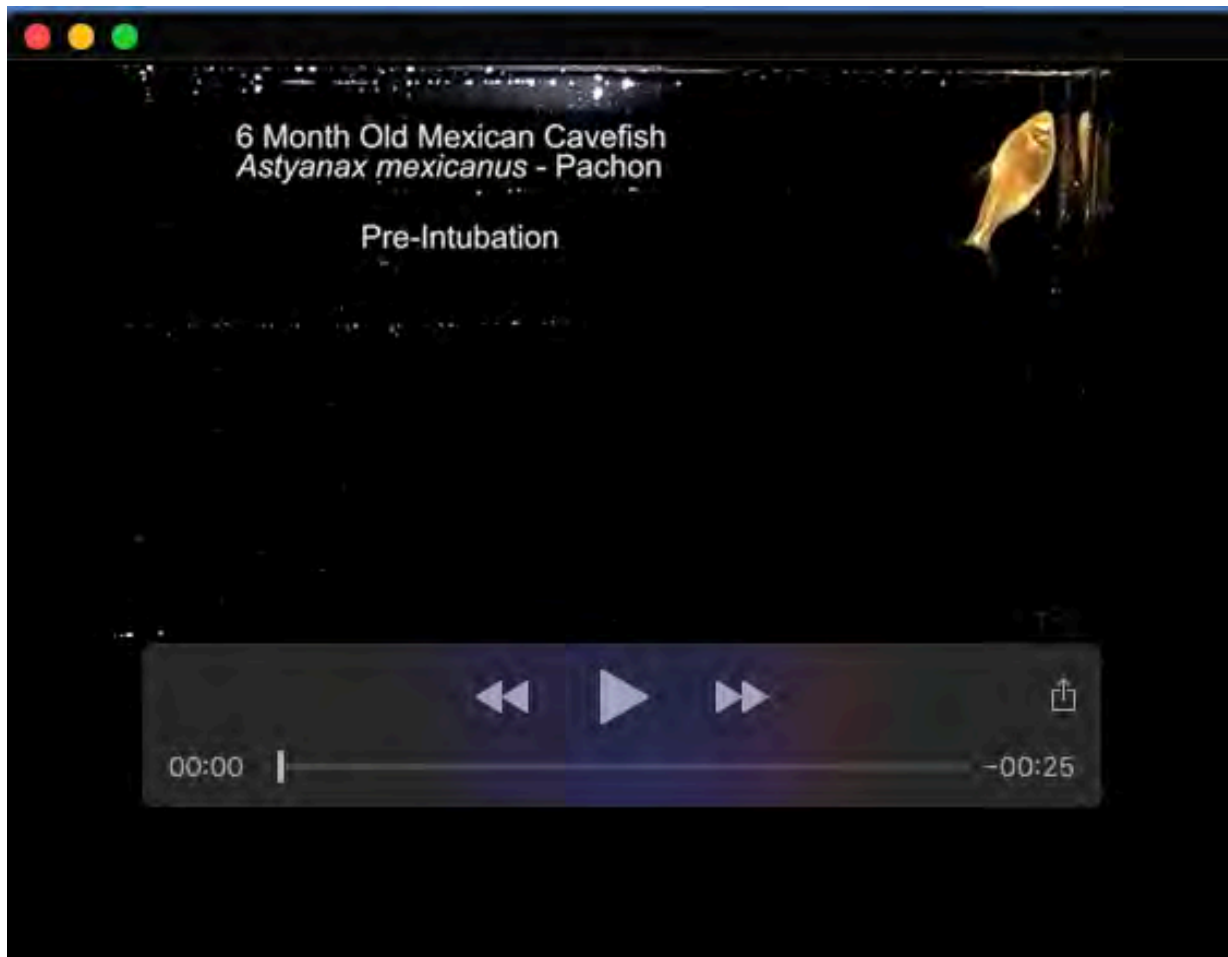 6 Month Old Mexican Cavefish
Astyanax mexicanus - Pachon
Pre-Intubation
00:00
-00:25